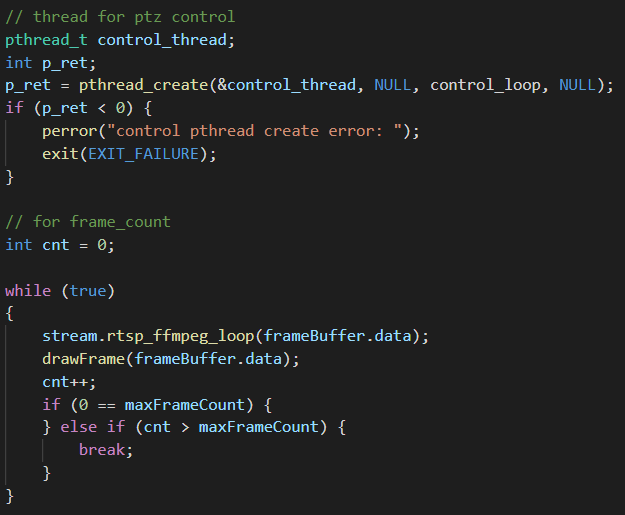 // thread for ptz control
pthread_t control_thread;
int p_ret;
p_ret = pthread_create(&control_thread, NULL, control_loop, NULL);
if (p_ret < 0) {
    perror("control pthread create error: ");
    exit(EXIT_FAILURE);
}

// for frame_count
int cnt = 0;

while (true)
{
    stream.rtsp_ffmpeg_loop(frameBuffer.data);
    drawFrame(frameBuffer.data);
    cnt++;
    if (0 == maxFrameCount) {
    } else if (cnt > maxFrameCount) {
        break;
    }
}